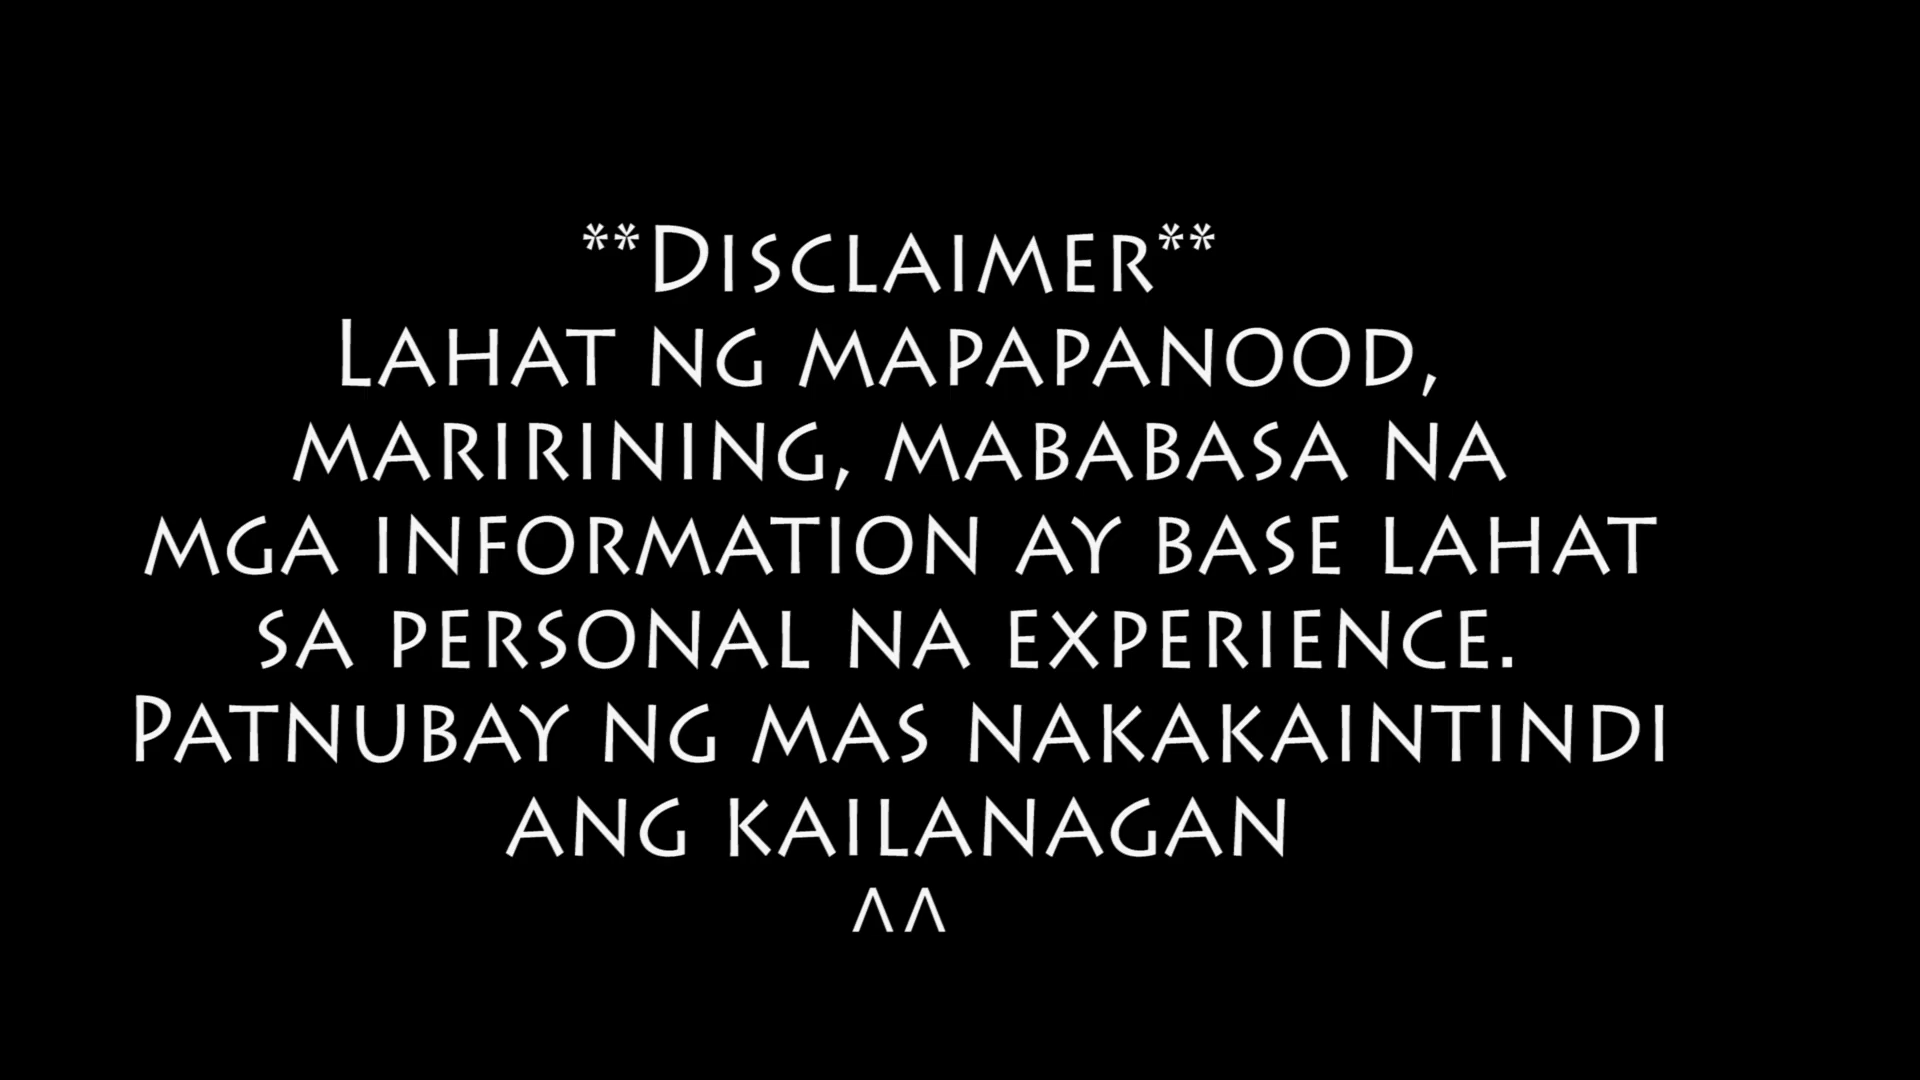 **Disclaimer**
Lahat ng mapapanood,
maririning, mababasa na
mga information ay base lahat
sa personal na experience.
Patnubay ng mas nakakaintindi
ang kailanagan
^^